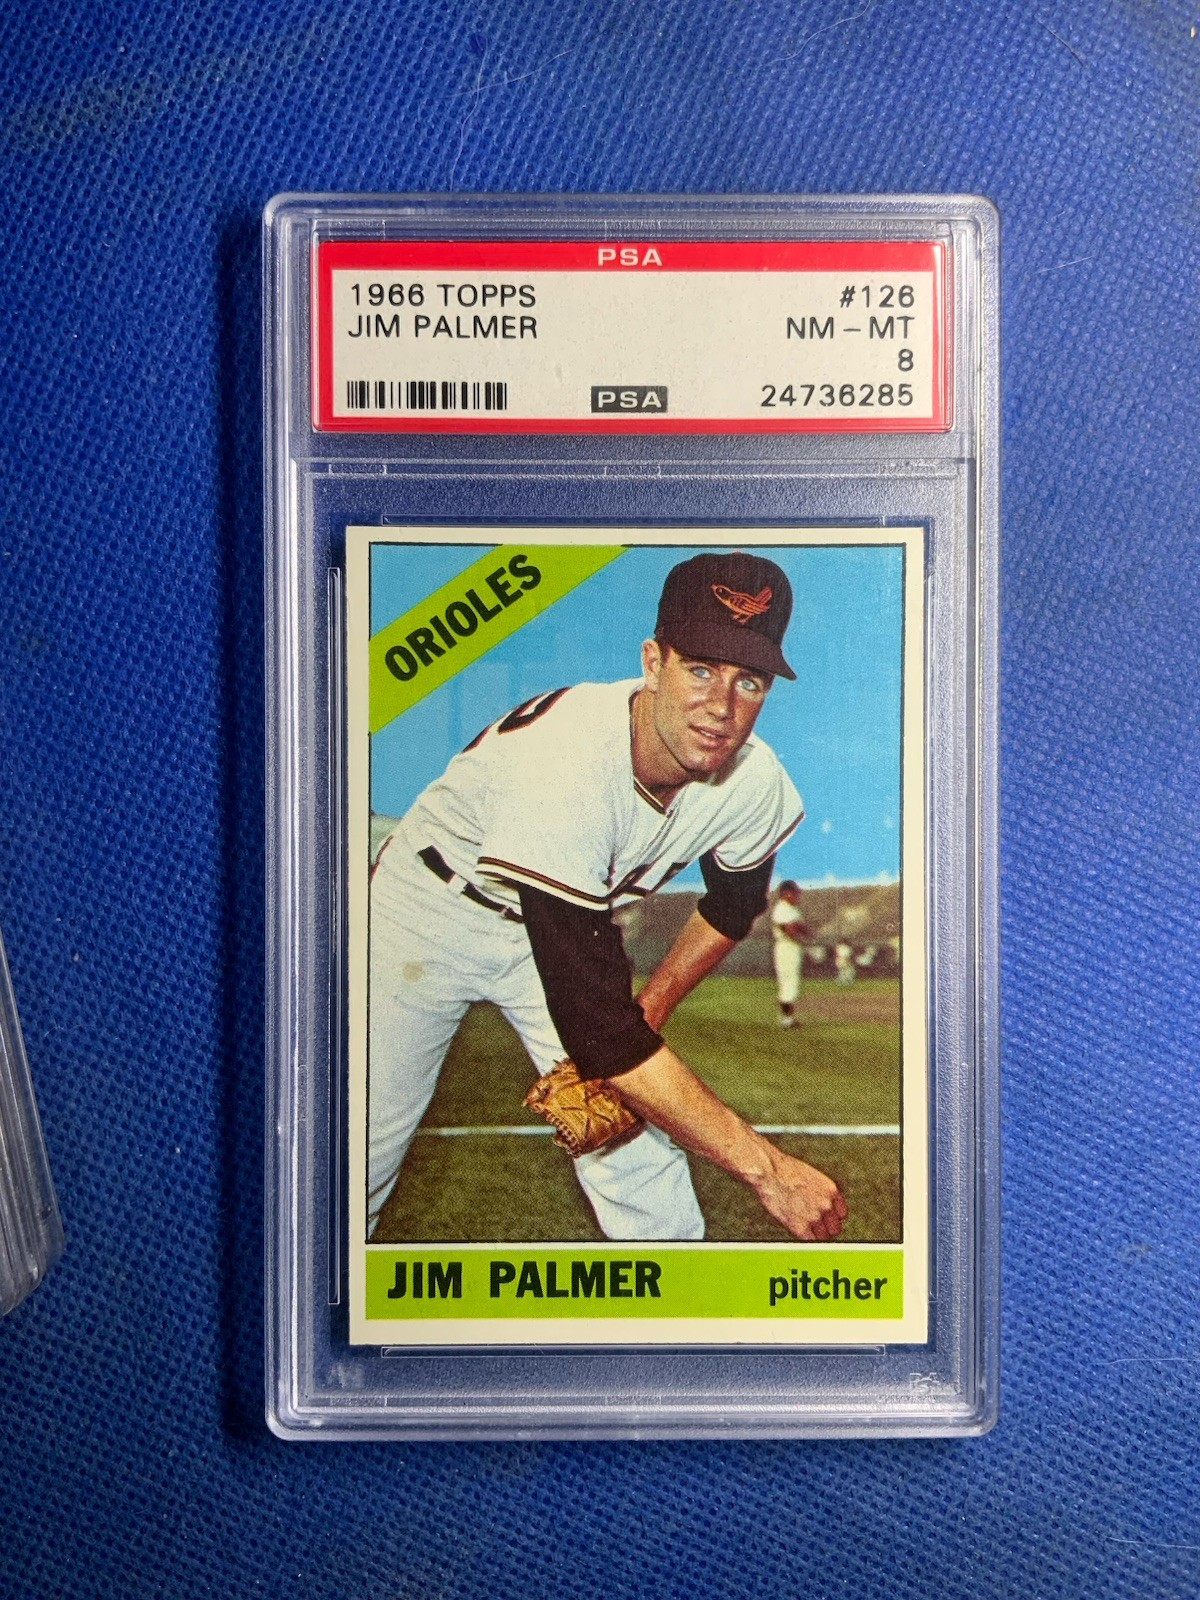 PSA
1966 TOPPS #126
JIM PALMER NM - MT
8
PSA 24736285
ORIOLES
JIM PALMER pitcher